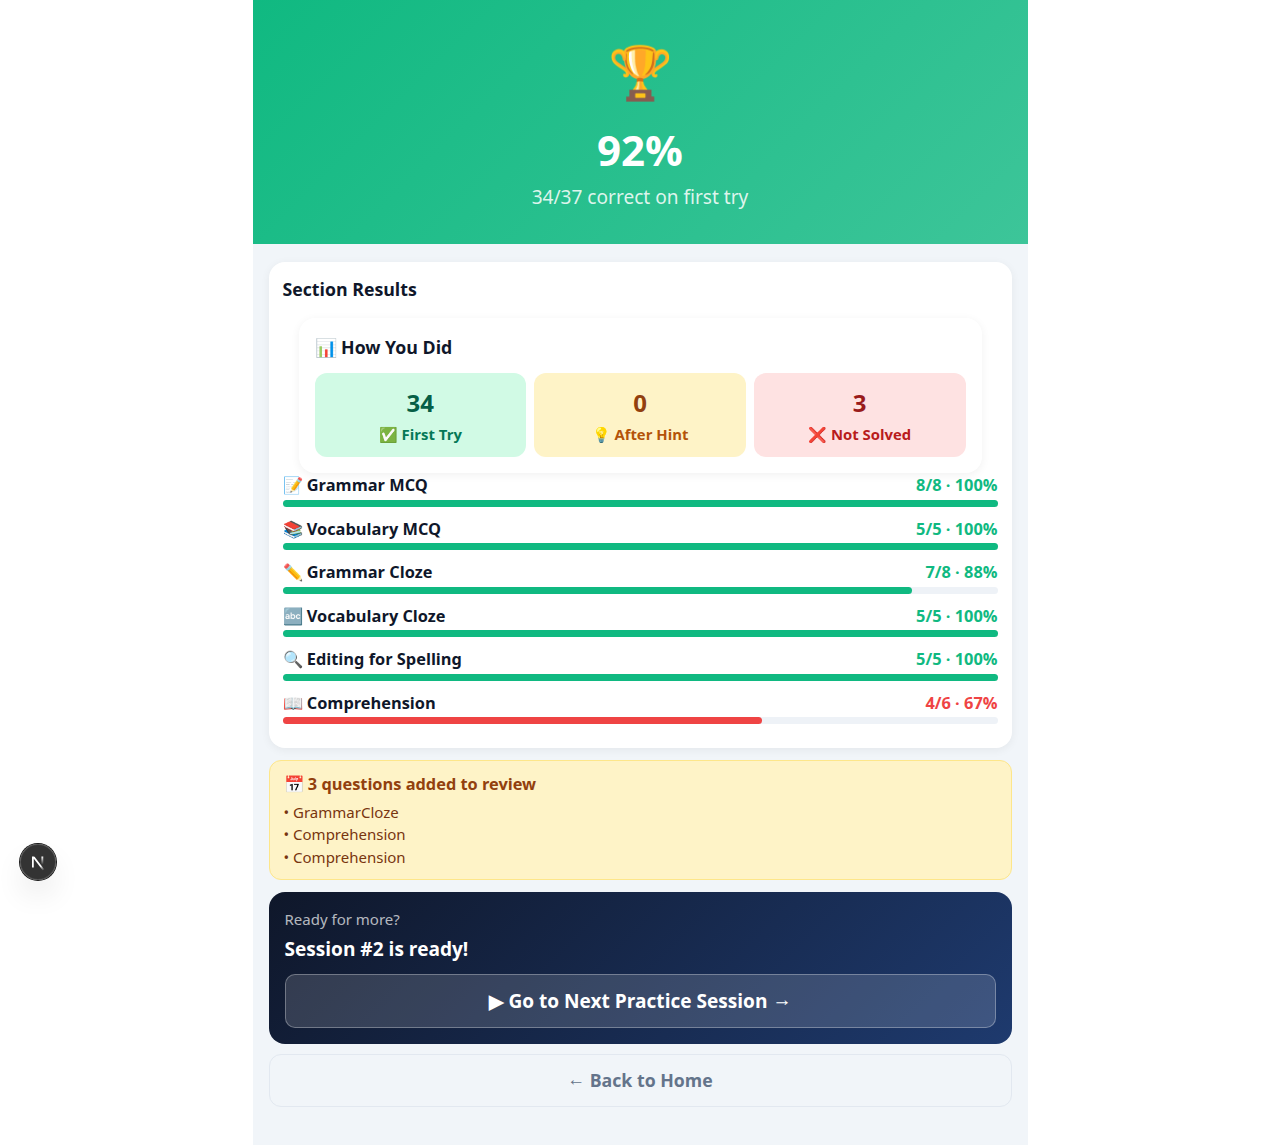 92%
34/37 correct on first try
Section Results
📊 How You Did
34
✅ First Try
0
💡 After Hint
3
❌ Not Solved
📝 Grammar MCQ 8/8 · 100%
📚 Vocabulary MCQ 5/5 · 100%
✏️ Grammar Cloze 7/8 · 88%
🔤 Vocabulary Cloze 5/5 · 100%
🔍 Editing for Spelling 5/5 · 100%
📖 Comprehension 4/6 · 67%
📅 3 questions added to review
• GrammarCloze
• Comprehension
• Comprehension
N
Ready for more?
Session #2 is ready!
▶ Go to Next Practice Session →
← Back to Home